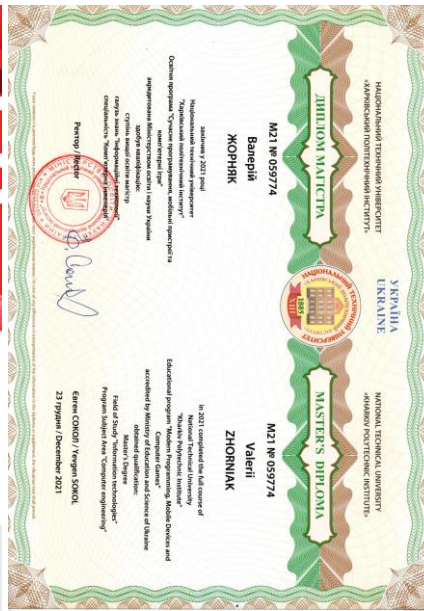 УКРАЇНА
UKRAINE
НАЦІОНАЛЬНИЙ ТЕХНІЧНИЙ УНІВЕРСИТЕТ
«ХАРКІВСЬКИЙ ПОЛІТЕХНІЧНИЙ ІНСТИТУТ»
ДИПЛОМ МАГІСТРА
М21 № 059774
Валерій
ЖОРНЯК
закінчив у 2021 році
Національний технічний університет
"Харківський політехнічний інститут"
Освітня програма "Сучасне програмування, мобільні пристрої та
комп'ютерні ігри"
акредитована Міністерством освіти і науки України
здобув кваліфікацію:
ступінь вищої освіти магістр
галузь знань "Інформаційні технології"
спеціальність "Комп'ютерна інженерія"
Ректор / Rector
NATIONAL TECHNICAL UNIVERSITY
«KHARKIV POLYTECHNIC INSTITUTE»
MASTER'S DIPLOMA
M21 № 059774
Valerii
ZHORNIAK
in 2021 completed the full course of
National Technical University
"Kharkiv Polytechnic Institute"
Educational program "Modern Programming, Mobile Devices and
Computer Games"
accredited by Ministry of Education and Science of Ukraine
obtained qualification:
Master's Degree
Field of Study "Information technologies"
Program Subject Area "Computer engineering"
Євген СОКОЛ / Yevgen SOKOL
23 грудня / December 2021
НАЦІОНАЛЬНИЙ ТЕХНІЧНИЙ УНІВЕРСИТЕТ
1885
ХПІ